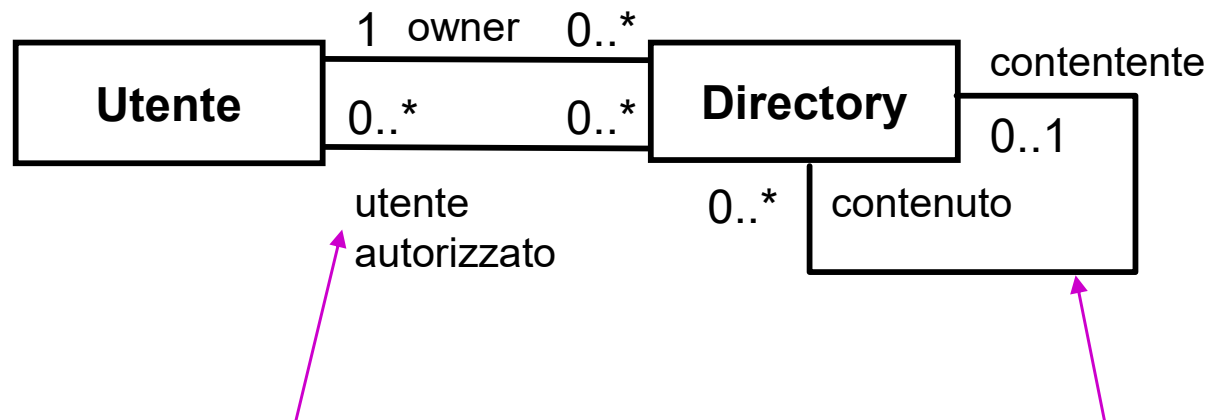 1 owner 0..*
contentente
Utente
Directory
0..* 0..*
0..1
utente
autorizzato
0..* contenuto